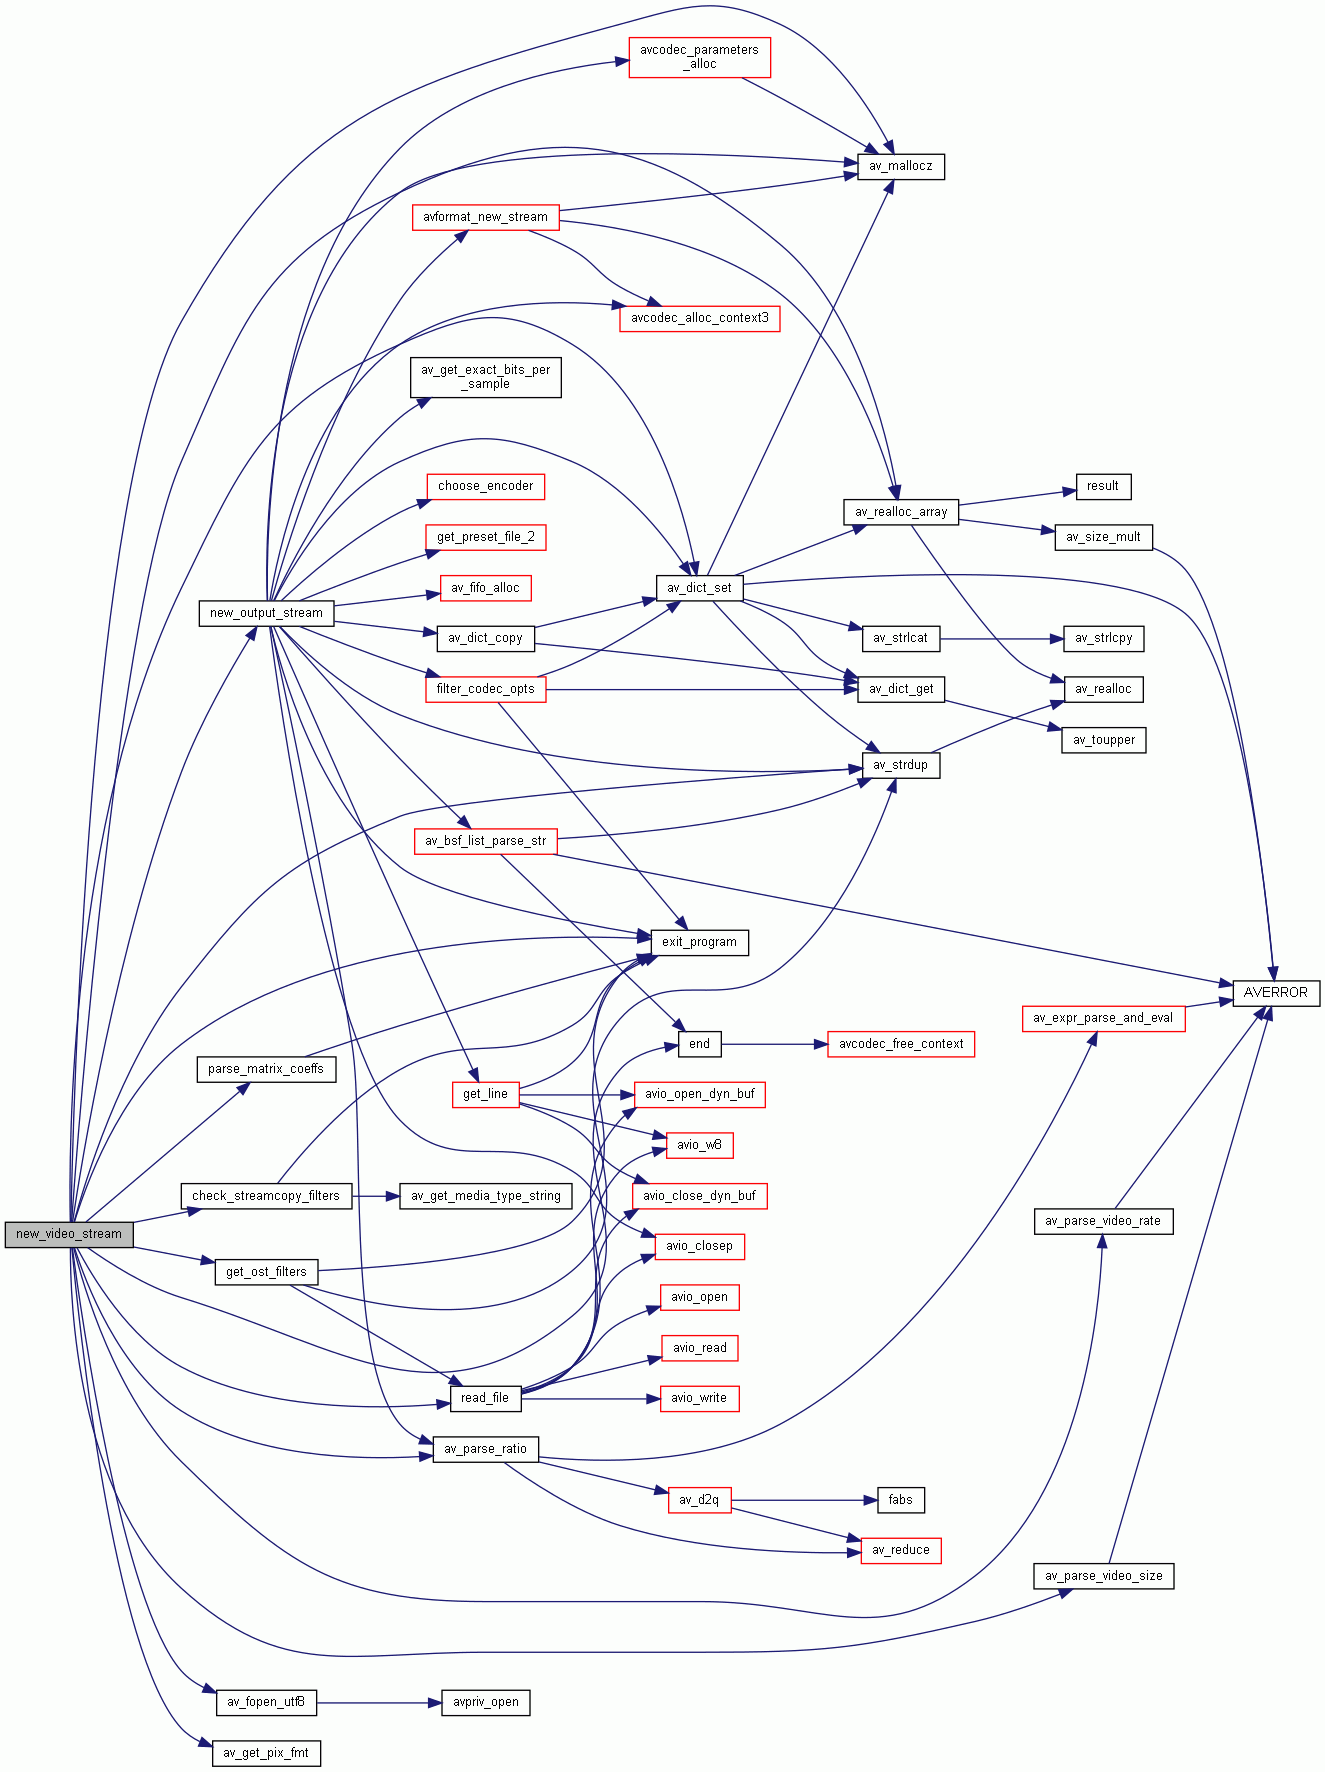 avcodec_parameters
_alloc
av_mallocz
avformat_new_stream
avcodec_alloc_context3
av_get_exact_bits_per
_sample
choose_encoder
result
av_realloc_array
get_preset_file_2
av_size_mult
av_fifo_alloc
av_dict_set
new_output_stream
av_dict_copy
av_strlcat
av_strlcpy
filter_codec_opts
av_dict_get
av_realloc
av_toupper
av_strdup
av_bsf_list_parse_str
exit_program
AVERROR
av_expr_parse_and_eval
end
avcodec_free_context
parse_matrix_coeffs
get_line
avio_open_dyn_buf
avio_w8
check_streamcopy_filters
av_get_media_type_string
avio_close_dyn_buf
av_parse_video_rate
new_video_stream
avio_closep
get_ost_filters
avio_open
avio_read
read_file
avio_write
av_parse_ratio
av_d2q
fabs
av_reduce
av_parse_video_size
av_fopen_utf8
avpriv_open
av_get_pix_fmt